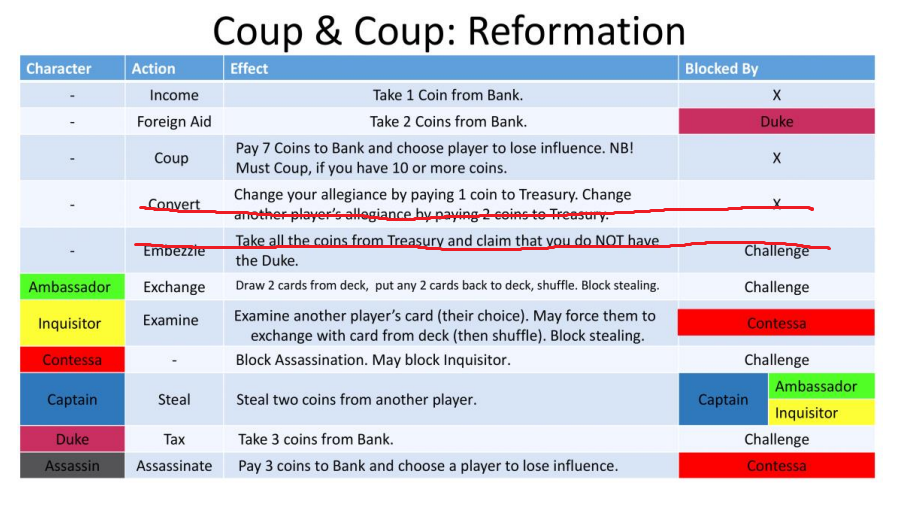 Coup & Coup: Reformation
Character Action Effect Blocked By
- Income Take 1 Coin from Bank. X
- Foreign Aid Take 2 Coins from Bank. Duke
- Coup Pay 7 Coins to Bank and choose player to lose influence. NB! X
Must Coup, if you have 10 or more coins.
- Convert Change your allegiance by paying 1 coin to Treasury. Change X
another player's allegiance by paying 2 coins to Treasury.
- Embezzle Take all the coins from Treasury and claim that you do NOT have Challenge
the Duke.
Ambassador Exchange Draw 2 cards from deck, put any 2 cards back to deck, shuffle. Block stealing. Challenge
Inquisitor Examine Examine another player's card (their choice). May force them to Contessa
exchange with card from deck (then shuffle). Block stealing.
Contessa - Block Assassination. May block Inquisitor. Challenge
Captain Steal Steal two coins from another player. Captain Ambassador
Inquisitor
Duke Tax Take 3 coins from Bank. Challenge
Assassin Assassinate Pay 3 coins to Bank and choose a player to lose influence. Contessa